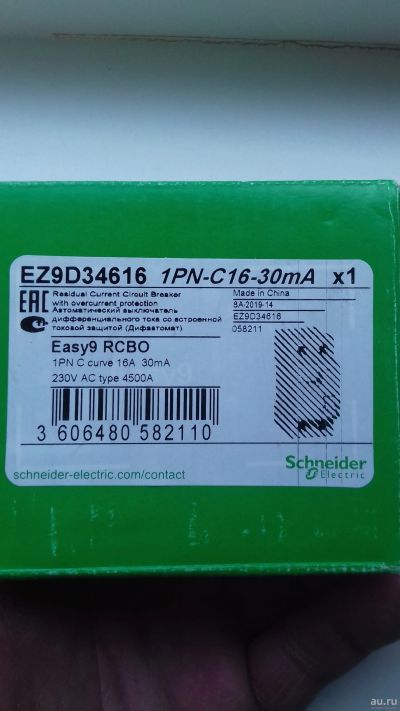 EZ9D34616 1PN-C16-30mA x1
EAC
Residual Current Circuit Breaker
with overcurrent protection
Автоматический выключатель
дифференциального тока со встроенной
токовой защитой (Дифавтомат)
Made in China
SA-2019-14
EZ9D34616
058211
Easy9 RCBO
1PN C curve 16A 30mA
230V AC type 4500A
3 606480 582110
schneider-electric.com/contact
Schneider
Electric
au.ru